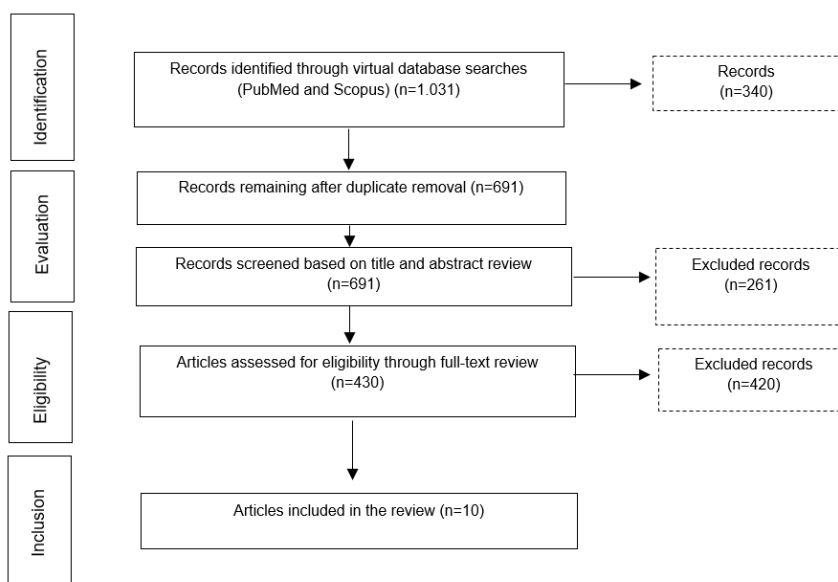 Identification
Records identified through virtual database searches
(PubMed and Scopus) (n=1.031)
Records
(n=340)
Evaluation
Records remaining after duplicate removal (n=691)
Records screened based on title and abstract review
(n=691)
Excluded records
(n=261)
Eligibility
Articles assessed for eligibility through full-text review
(n=430)
Excluded records
(n=420)
Inclusion
Articles included in the review (n=10)